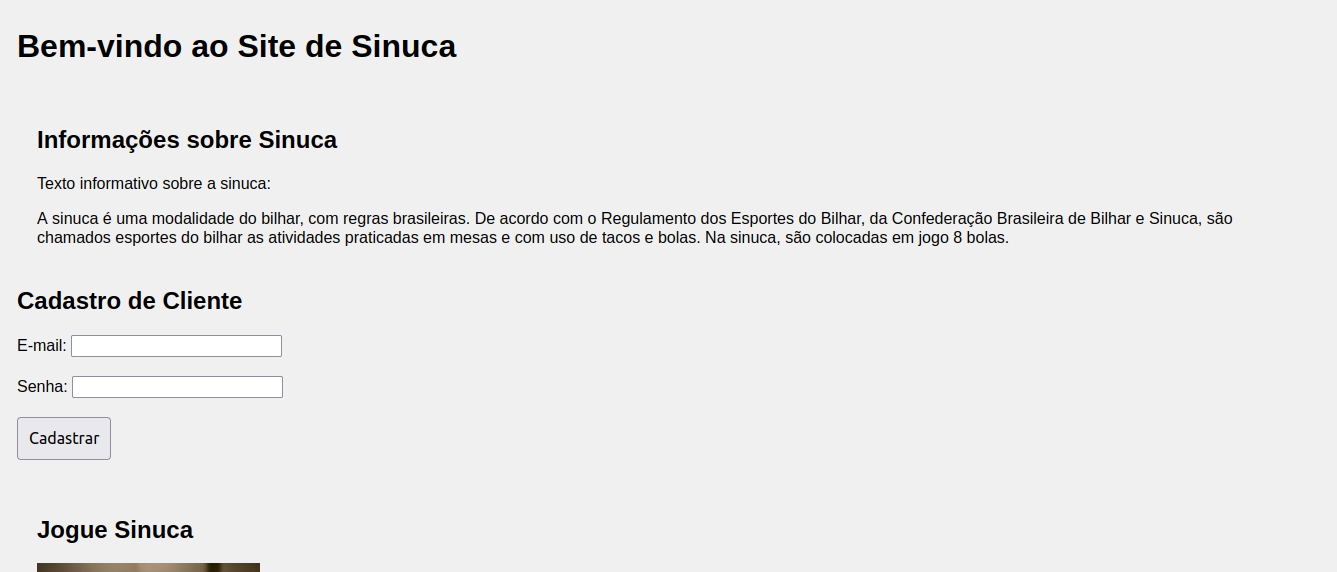 Bem-vindo ao Site de Sinuca
Informações sobre Sinuca
Texto informativo sobre a sinuca:
A sinuca é uma modalidade do bilhar, com regras brasileiras. De acordo com o Regulamento dos Esportes do Bilhar, da Confederação Brasileira de Bilhar e Sinuca, são
chamados esportes do bilhar as atividades praticadas em mesas e com uso de tacos e bolas. Na sinuca, são colocadas em jogo 8 bolas.
Cadastro de Cliente
E-mail:
Senha:
Cadastrar
Jogue Sinuca